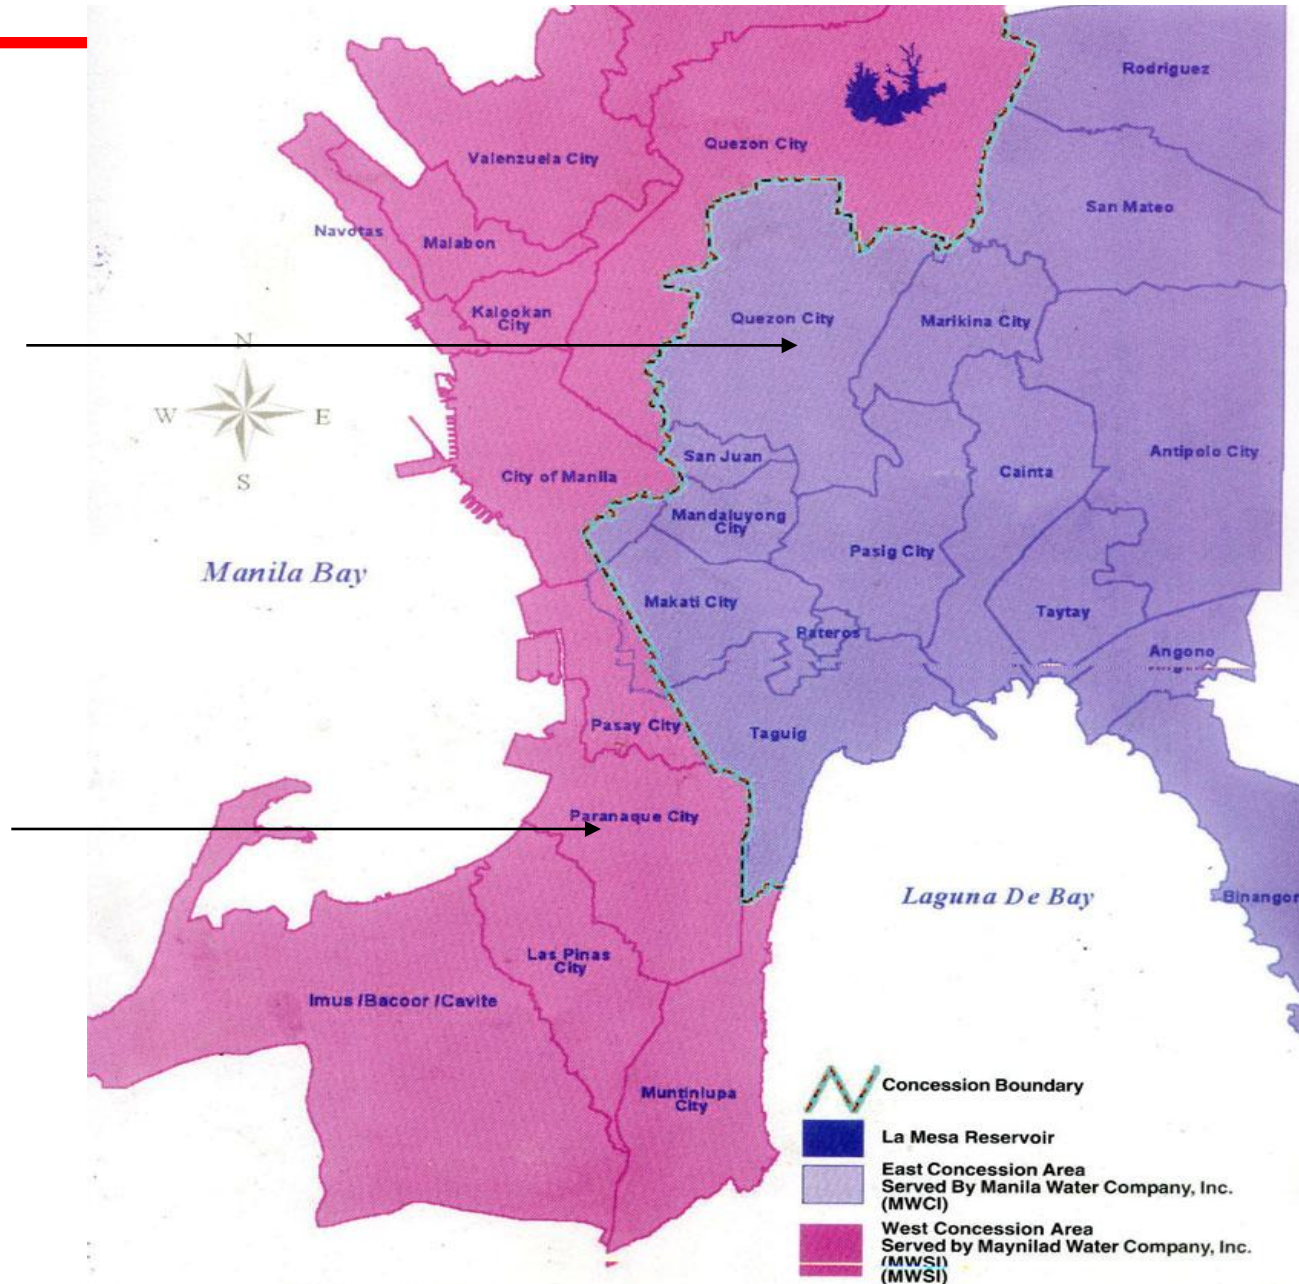 Rodriguez
Quezon City
Valenzuela City
San Mateo
Navotas
Malabon
Kalookan
City
Quezon City
Marikina City
N
W
E
S
San Juan
City of Manila
Cainta
Antipolo City
Mandaluyong
City
Pasig City
Manila Bay
Makati City
Pateros
Taytay
Angono
Pasay City
Taguig
Paranaque City
Laguna De Bay
Binangon
Las Pinas
City
Imus /Bacoor /Cavite
Muntinlupa
City
Concession Boundary
La Mesa Reservoir
East Concession Area
Served By Manila Water Company, Inc.
(MWCI)
West Concession Area
Served by Maynilad Water Company, Inc.
(MWSI)
(MWSI)